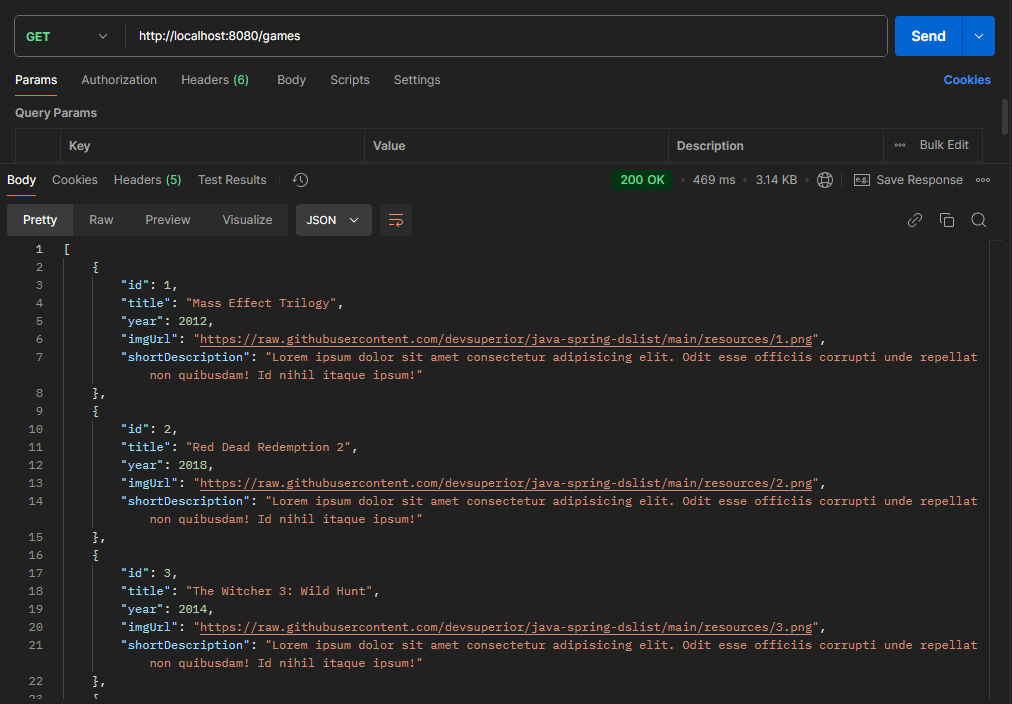 GET http://localhost:8080/games Send
Params Authorization Headers (6) Body Scripts Settings Cookies
Query Params
Key Value Description Bulk Edit
Body Cookies Headers (5) Test Results 200 OK 469 ms 3.14 KB e.g. Save Response
Pretty Raw Preview Visualize JSON
1 [
2 {
3 "id": 1,
4 "title": "Mass Effect Trilogy",
5 "year": 2012,
6 "imgUrl": "https://raw.githubusercontent.com/devsuperior/java-spring-dslist/main/resources/1.png",
7 "shortDescription": "Lorem ipsum dolor sit amet consectetur adipisicing elit. Odit esse officiis corrupti unde repellat
non quibusdam! Id nihil itaque ipsum!"
8 },
9 {
10 "id": 2,
11 "title": "Red Dead Redemption 2",
12 "year": 2018,
13 "imgUrl": "https://raw.githubusercontent.com/devsuperior/java-spring-dslist/main/resources/2.png",
14 "shortDescription": "Lorem ipsum dolor sit amet consectetur adipisicing elit. Odit esse officiis corrupti unde repellat
non quibusdam! Id nihil itaque ipsum!"
15 },
16 {
17 "id": 3,
18 "title": "The Witcher 3: Wild Hunt",
19 "year": 2014,
20 "imgUrl": "https://raw.githubusercontent.com/devsuperior/java-spring-dslist/main/resources/3.png",
21 "shortDescription": "Lorem ipsum dolor sit amet consectetur adipisicing elit. Odit esse officiis corrupti unde repellat
non quibusdam! Id nihil itaque ipsum!"
22 },